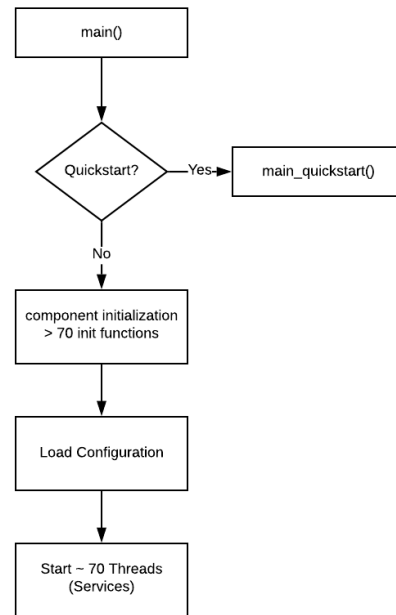 main()
Quickstart?
Yes
main_quickstart()
No
component initialization
> 70 init functions
Load Configuration
Start ~ 70 Threads
(Services)